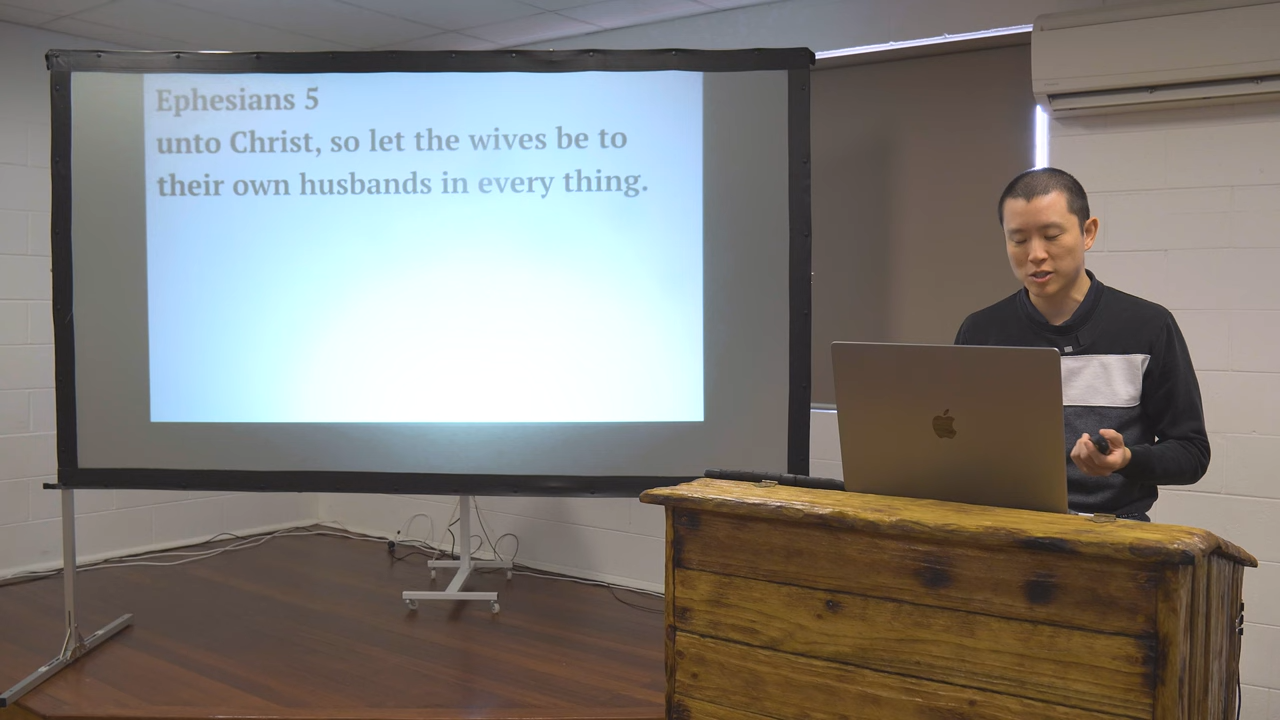 Ephesians 5
unto Christ, so let the wives be to
their own husbands in every thing.